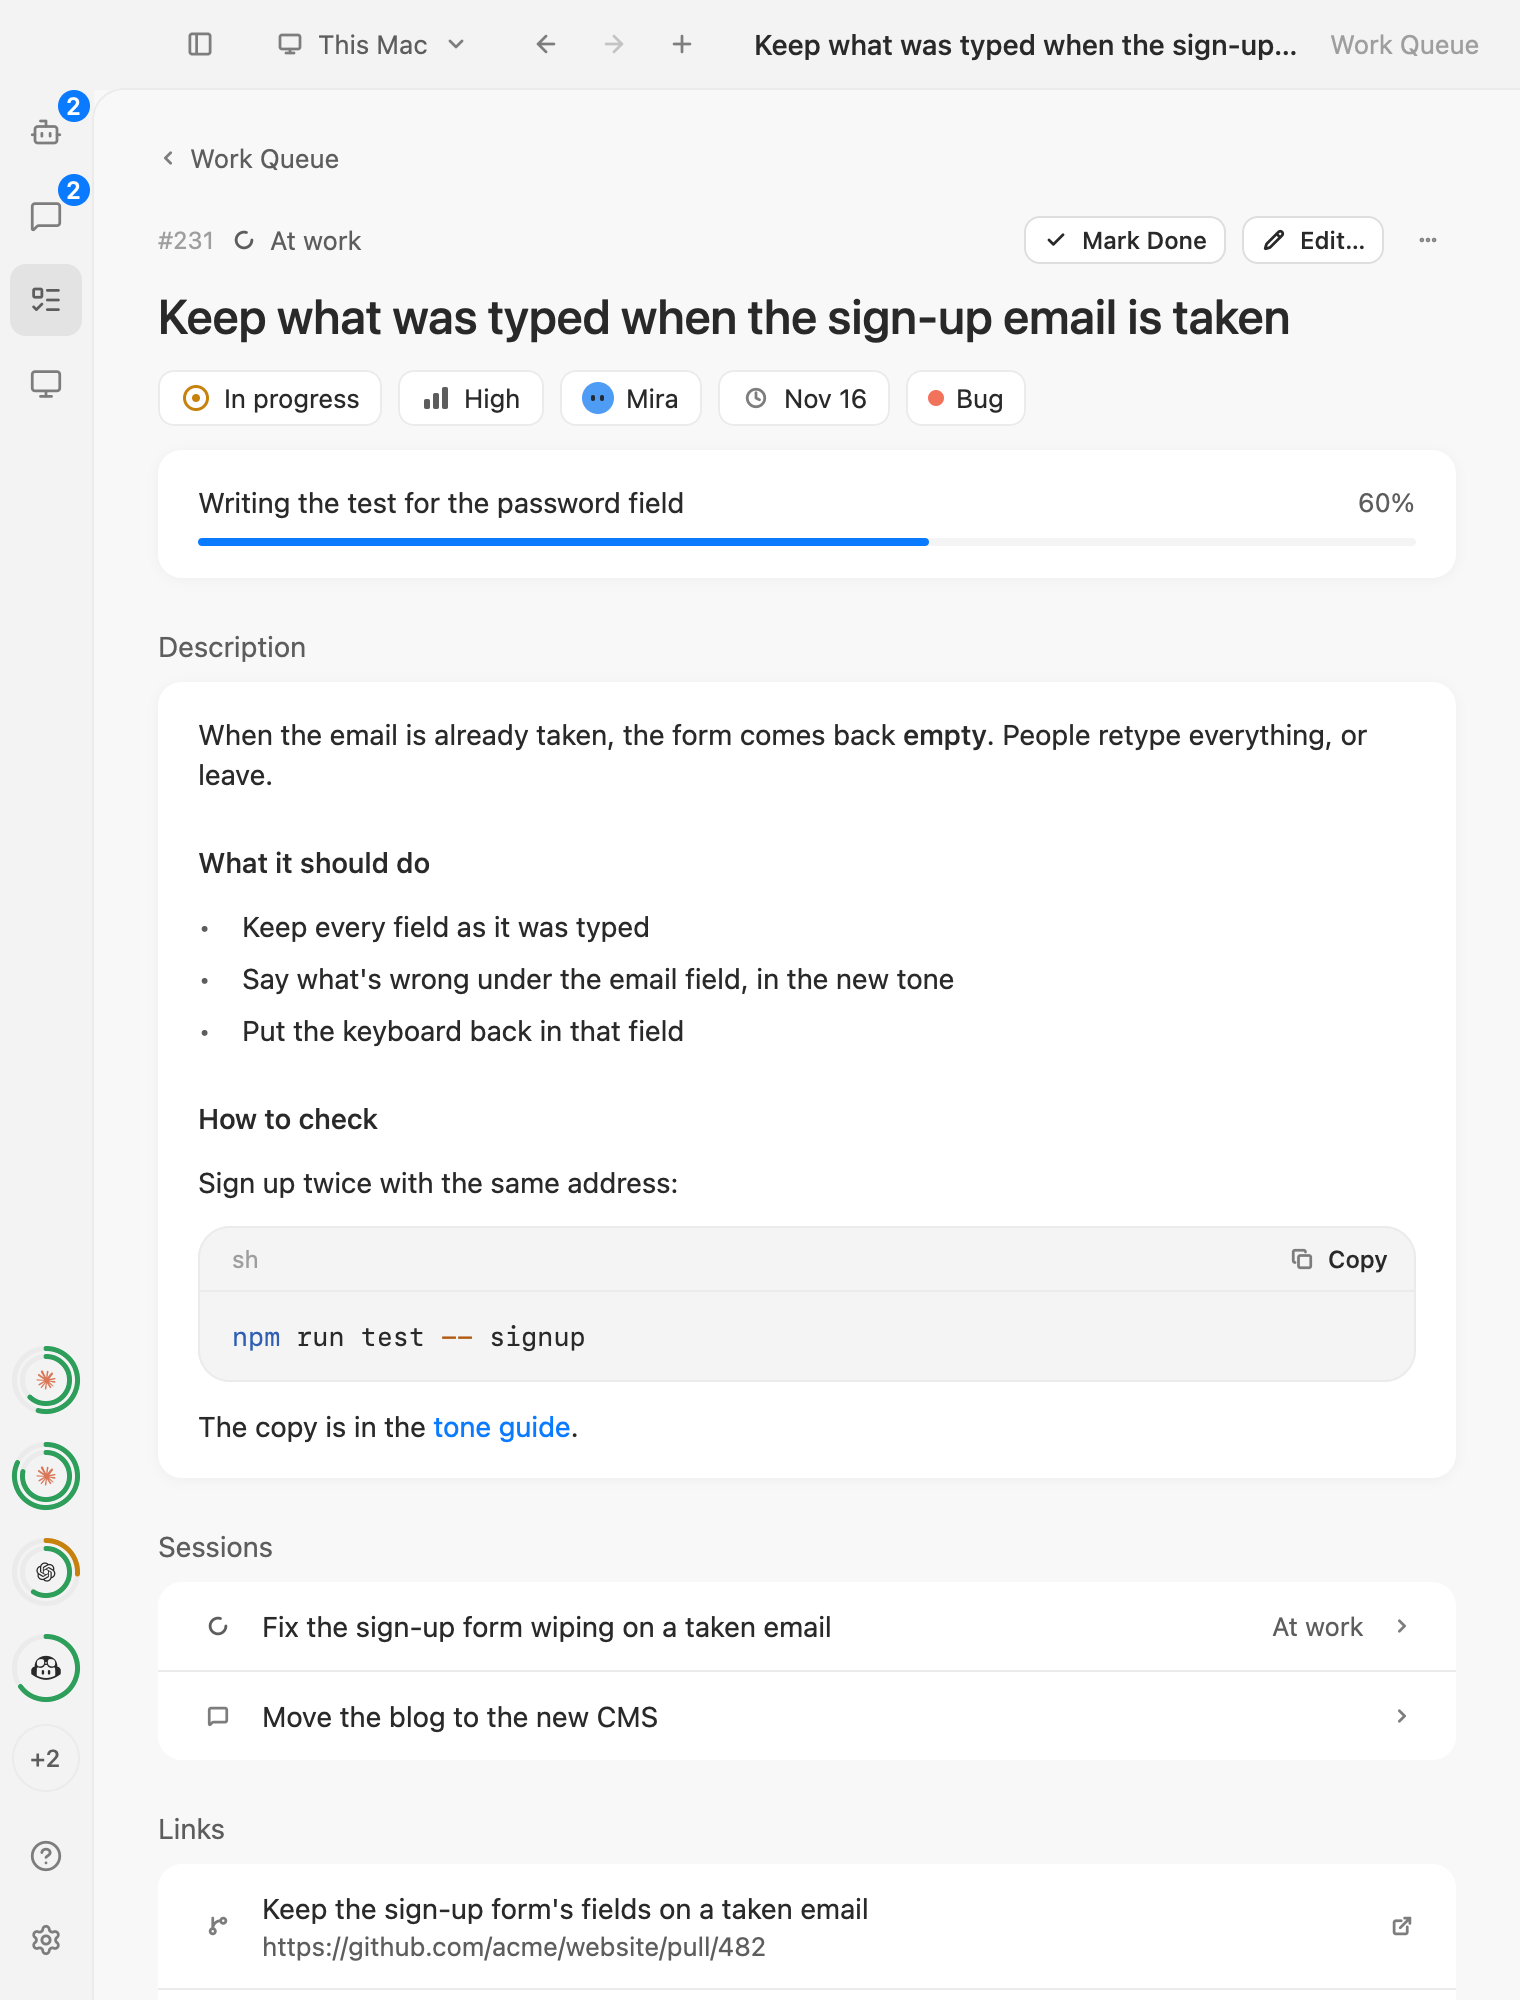 This Mac
Keep what was typed when the sign-up...
Work Queue
2
2
Work Queue
#231
At work
Mark Done
Edit...
Keep what was typed when the sign-up email is taken
In progress
High
Mira
Nov 16
Bug
Writing the test for the password field
60%
Description
When the email is already taken, the form comes back empty. People retype everything, or
leave.
What it should do
• Keep every field as it was typed
• Say what's wrong under the email field, in the new tone
• Put the keyboard back in that field
How to check
Sign up twice with the same address:
sh
Copy
npm run test -- signup
The copy is in the tone guide.
Sessions
Fix the sign-up form wiping on a taken email
At work
Move the blog to the new CMS
+2
Links
Keep the sign-up form's fields on a taken email
https://github.com/acme/website/pull/482